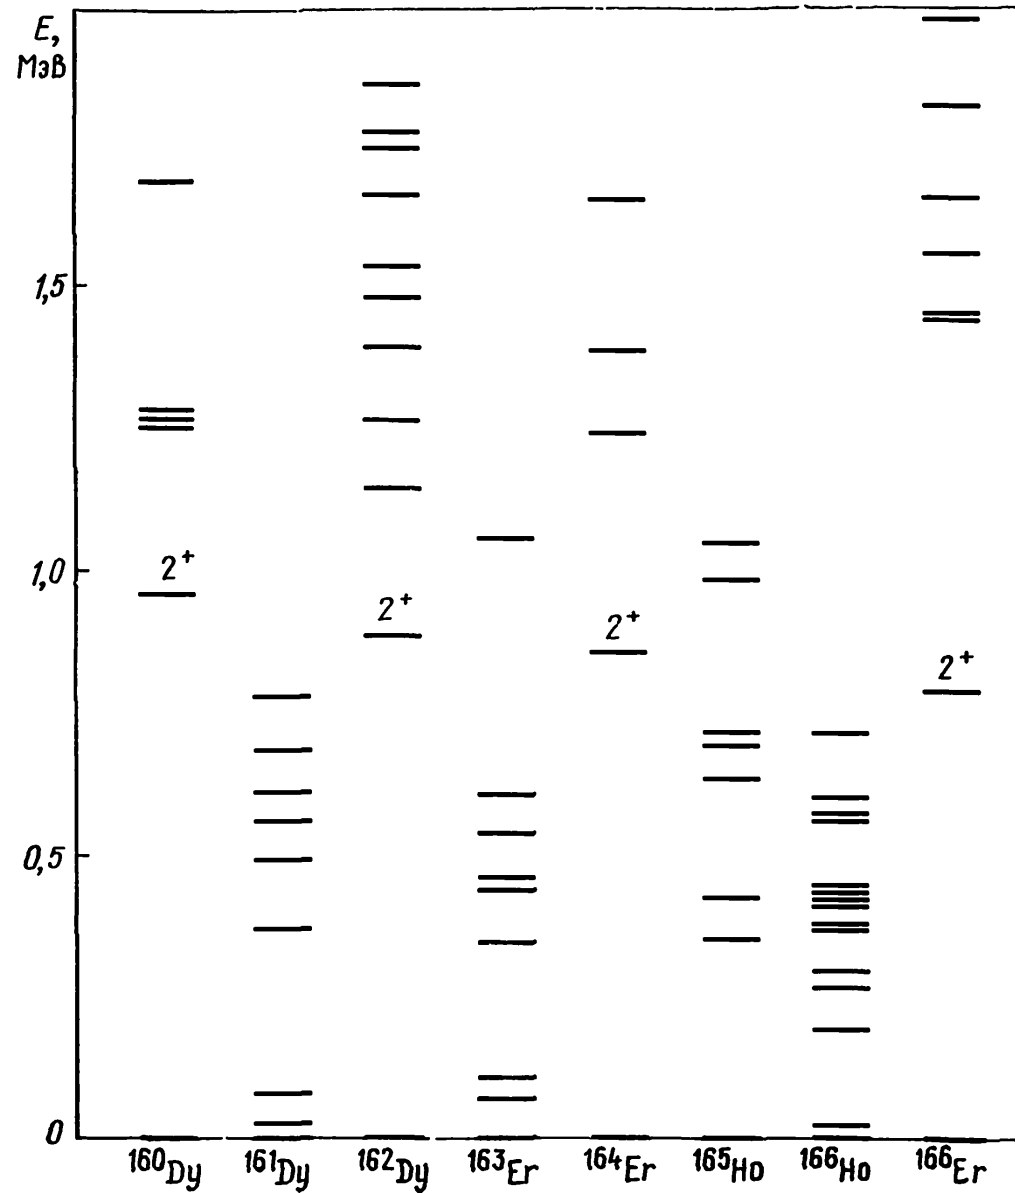 E,
МэВ
1,5
1,0
0,5
0
2⁺
2⁺
2⁺
2⁺
¹⁶⁰Dy ¹⁶¹Dy ¹⁶²Dy ¹⁶³Er ¹⁶⁴Er ¹⁶⁵Ho ¹⁶⁶Ho ¹⁶⁶Er